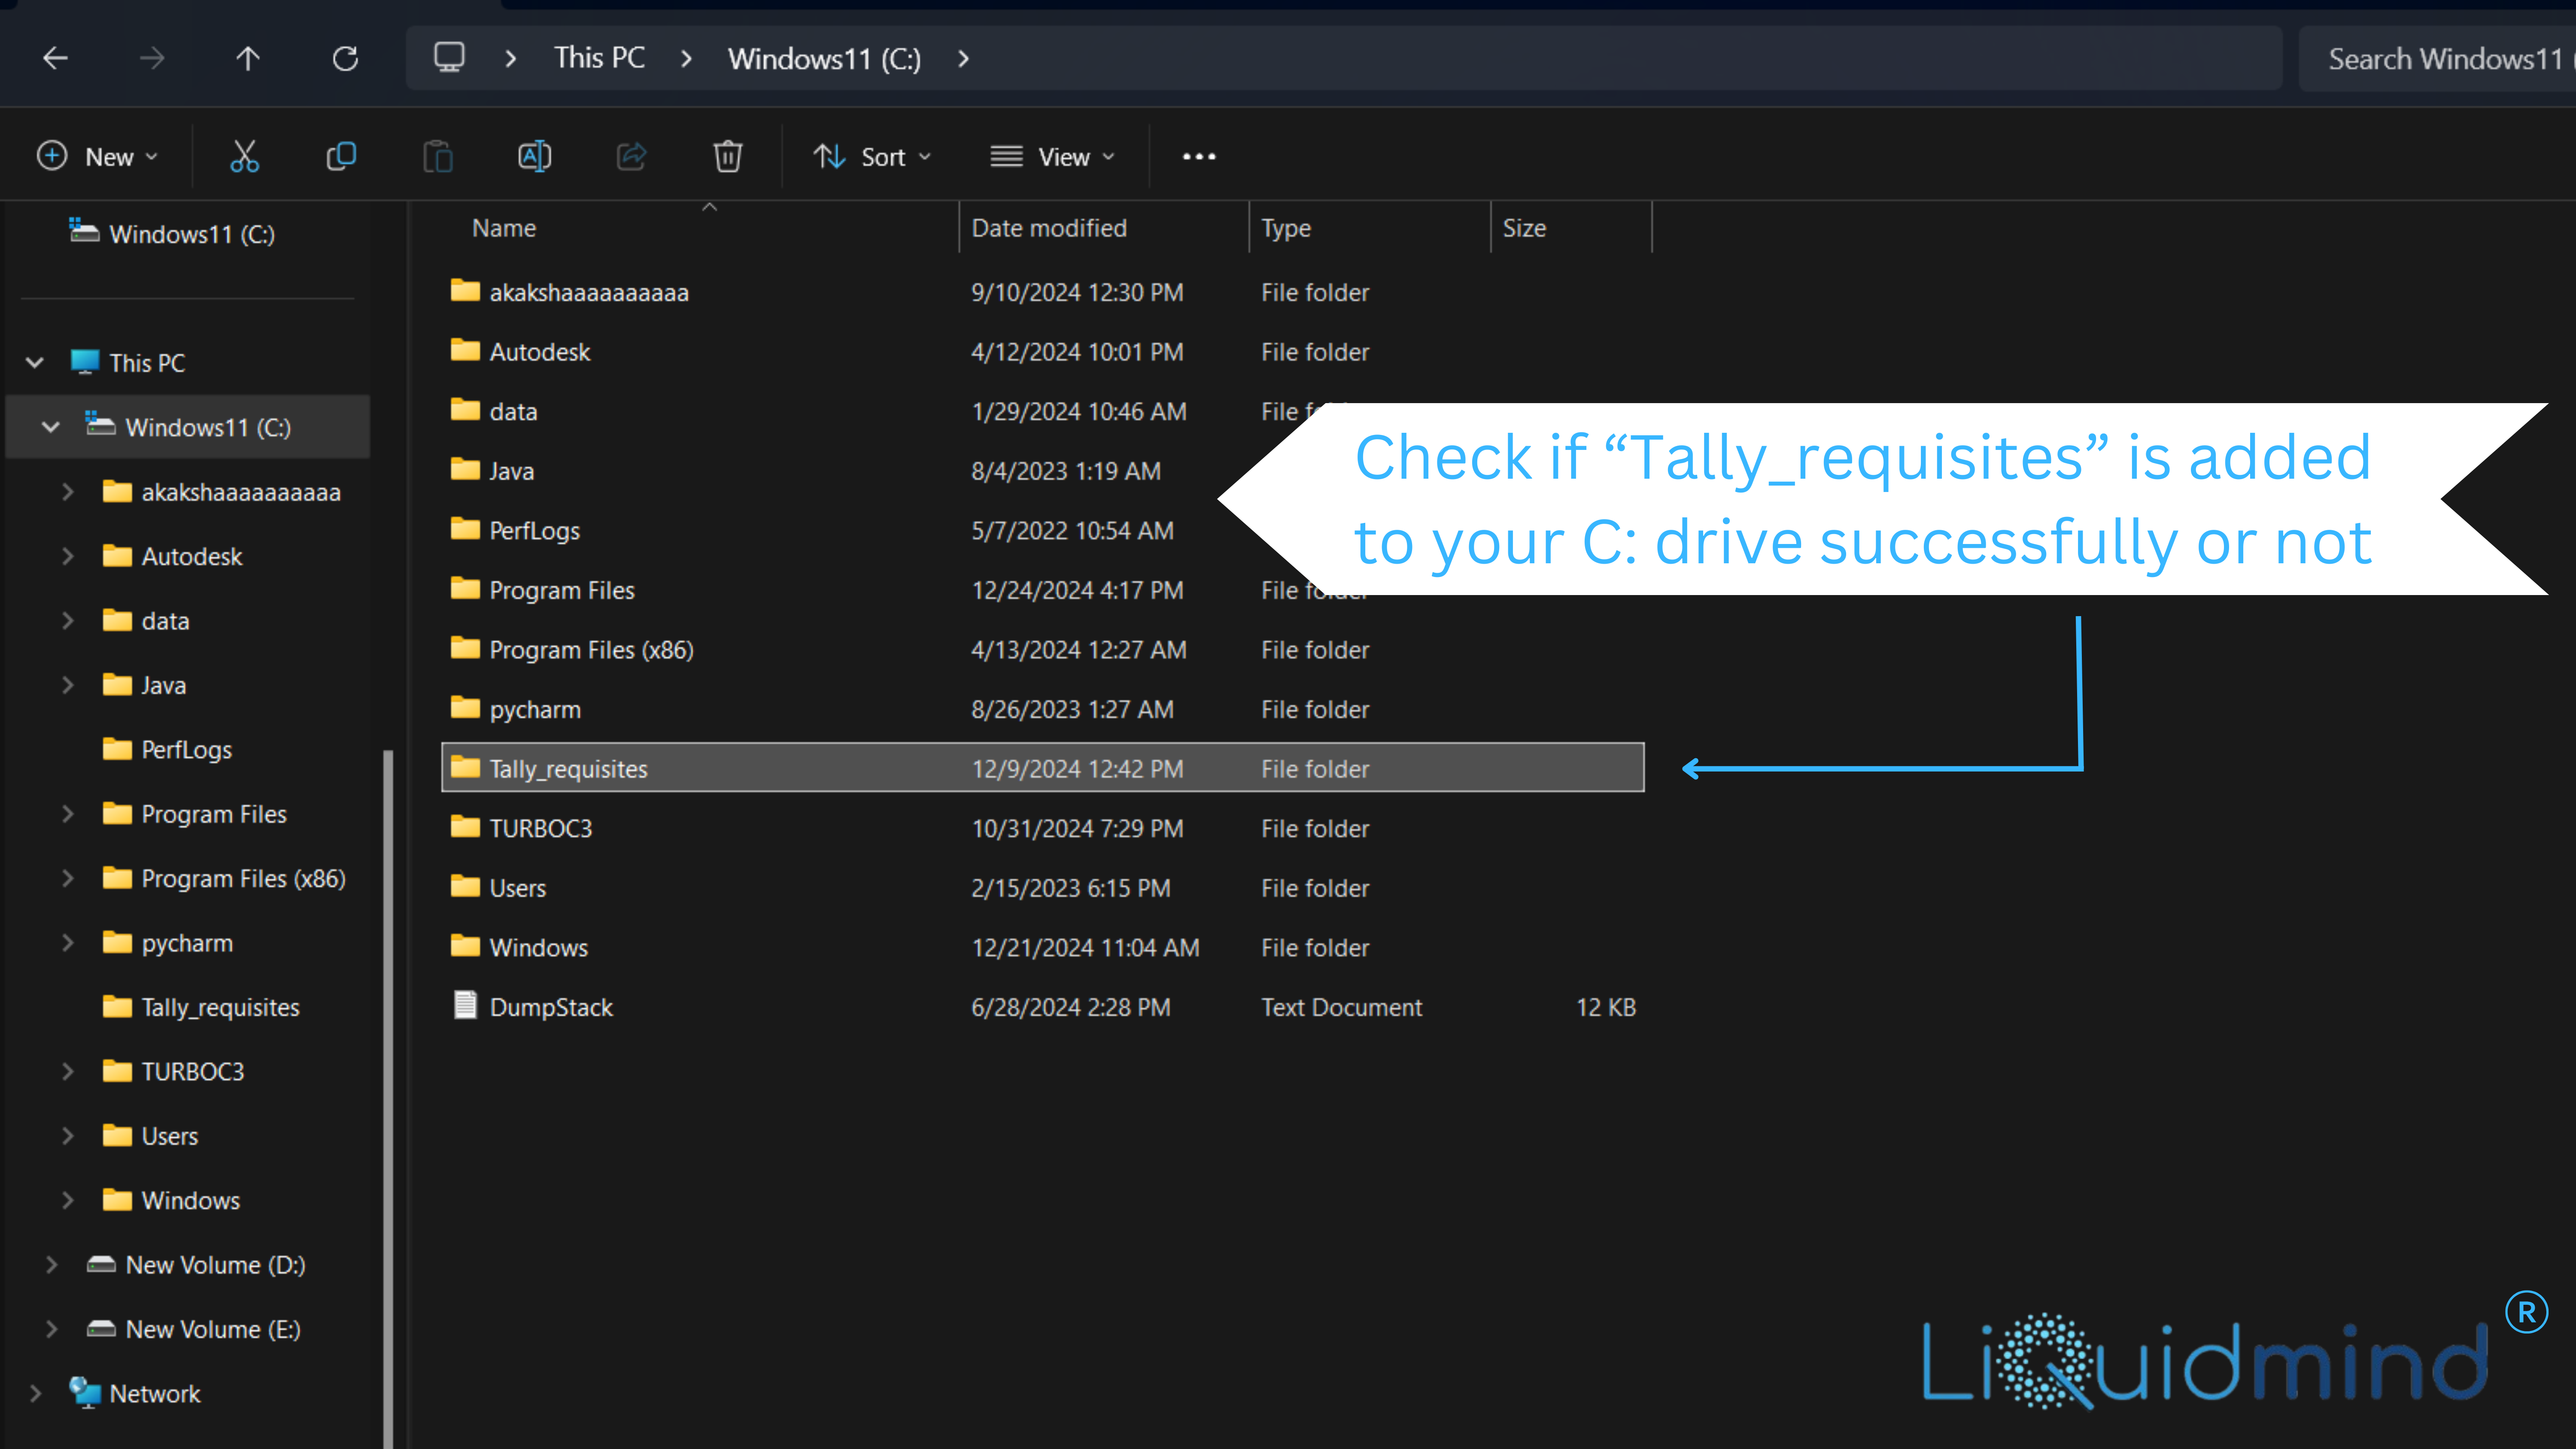 This PC
Windows11 (C:)
Search Windows11
New
Sort
View
Windows11 (C:)
This PC
Windows11 (C:)
akakshaaaaaaaaaa
Autodesk
data
Java
PerfLogs
Program Files
Program Files (x86)
pycharm
Tally_requisites
TURBOC3
Users
Windows
New Volume (D:)
New Volume (E:)
Network
Name Date modified Type Size
akakshaaaaaaaaaa 9/10/2024 12:30 PM File folder
Autodesk 4/12/2024 10:01 PM File folder
data 1/29/2024 10:46 AM File
Java 8/4/2023 1:19 AM
PerfLogs 5/7/2022 10:54 AM
Program Files 12/24/2024 4:17 PM File
Program Files (x86) 4/13/2024 12:27 AM File folder
pycharm 8/26/2023 1:27 AM File folder
Tally_requisites 12/9/2024 12:42 PM File folder
TURBOC3 10/31/2024 7:29 PM File folder
Users 2/15/2023 6:15 PM File folder
Windows 12/21/2024 11:04 AM File folder
DumpStack 6/28/2024 2:28 PM Text Document 12 KB
Check if “Tally_requisites” is added
to your C: drive successfully or not
LiQuidmind ®